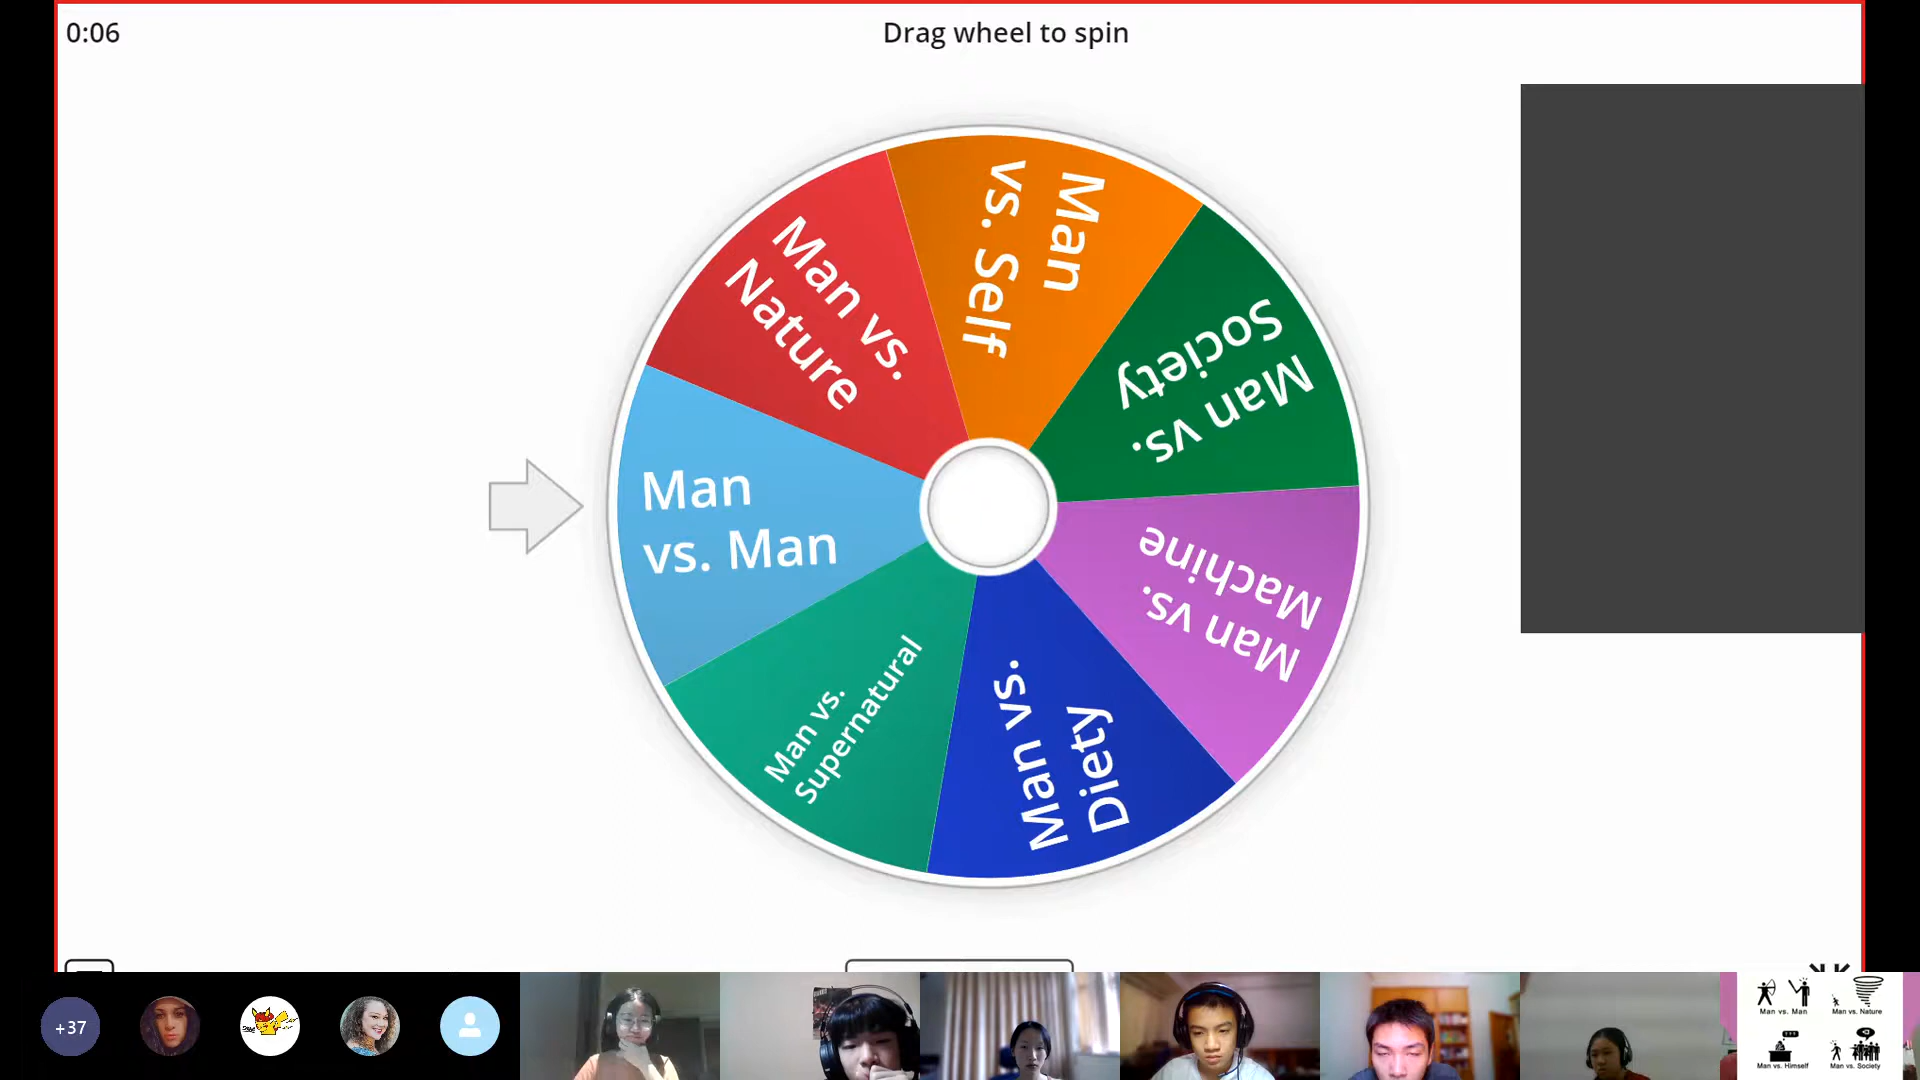 0:06
Drag wheel to spin
Man
vs. Self
Man vs.
Society
Man vs.
Machine
Man vs.
Diety
Man vs.
Supernatural
Man
vs. Man
Man vs.
Nature
+37
Man vs. Man
Man vs. Nature
Man vs. Himself
Man vs. Society